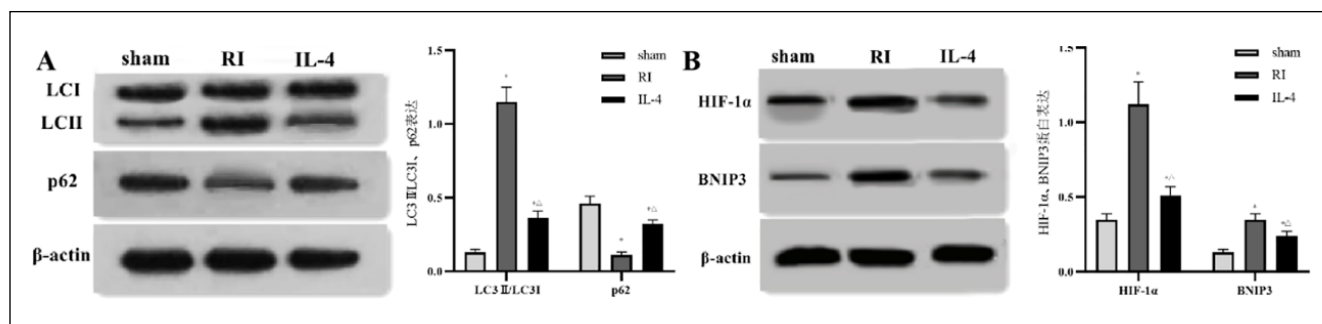 A
sham RI IL-4
LCI
LCII
p62
β-actin
LC3 Ⅱ/LC3I、p62表达
1.5
1.0
0.5
0.0
*
*△
*
*△
LC3 Ⅱ/LC3I p62
sham
RI
IL-4
B
sham RI IL-4
HIF-1α
BNIP3
β-actin
HIF-1α、BNIP3蛋白表达
1.5
1.0
0.5
0.0
*
*△
*
*△
HIF-1α BNIP3
sham
RI
IL-4